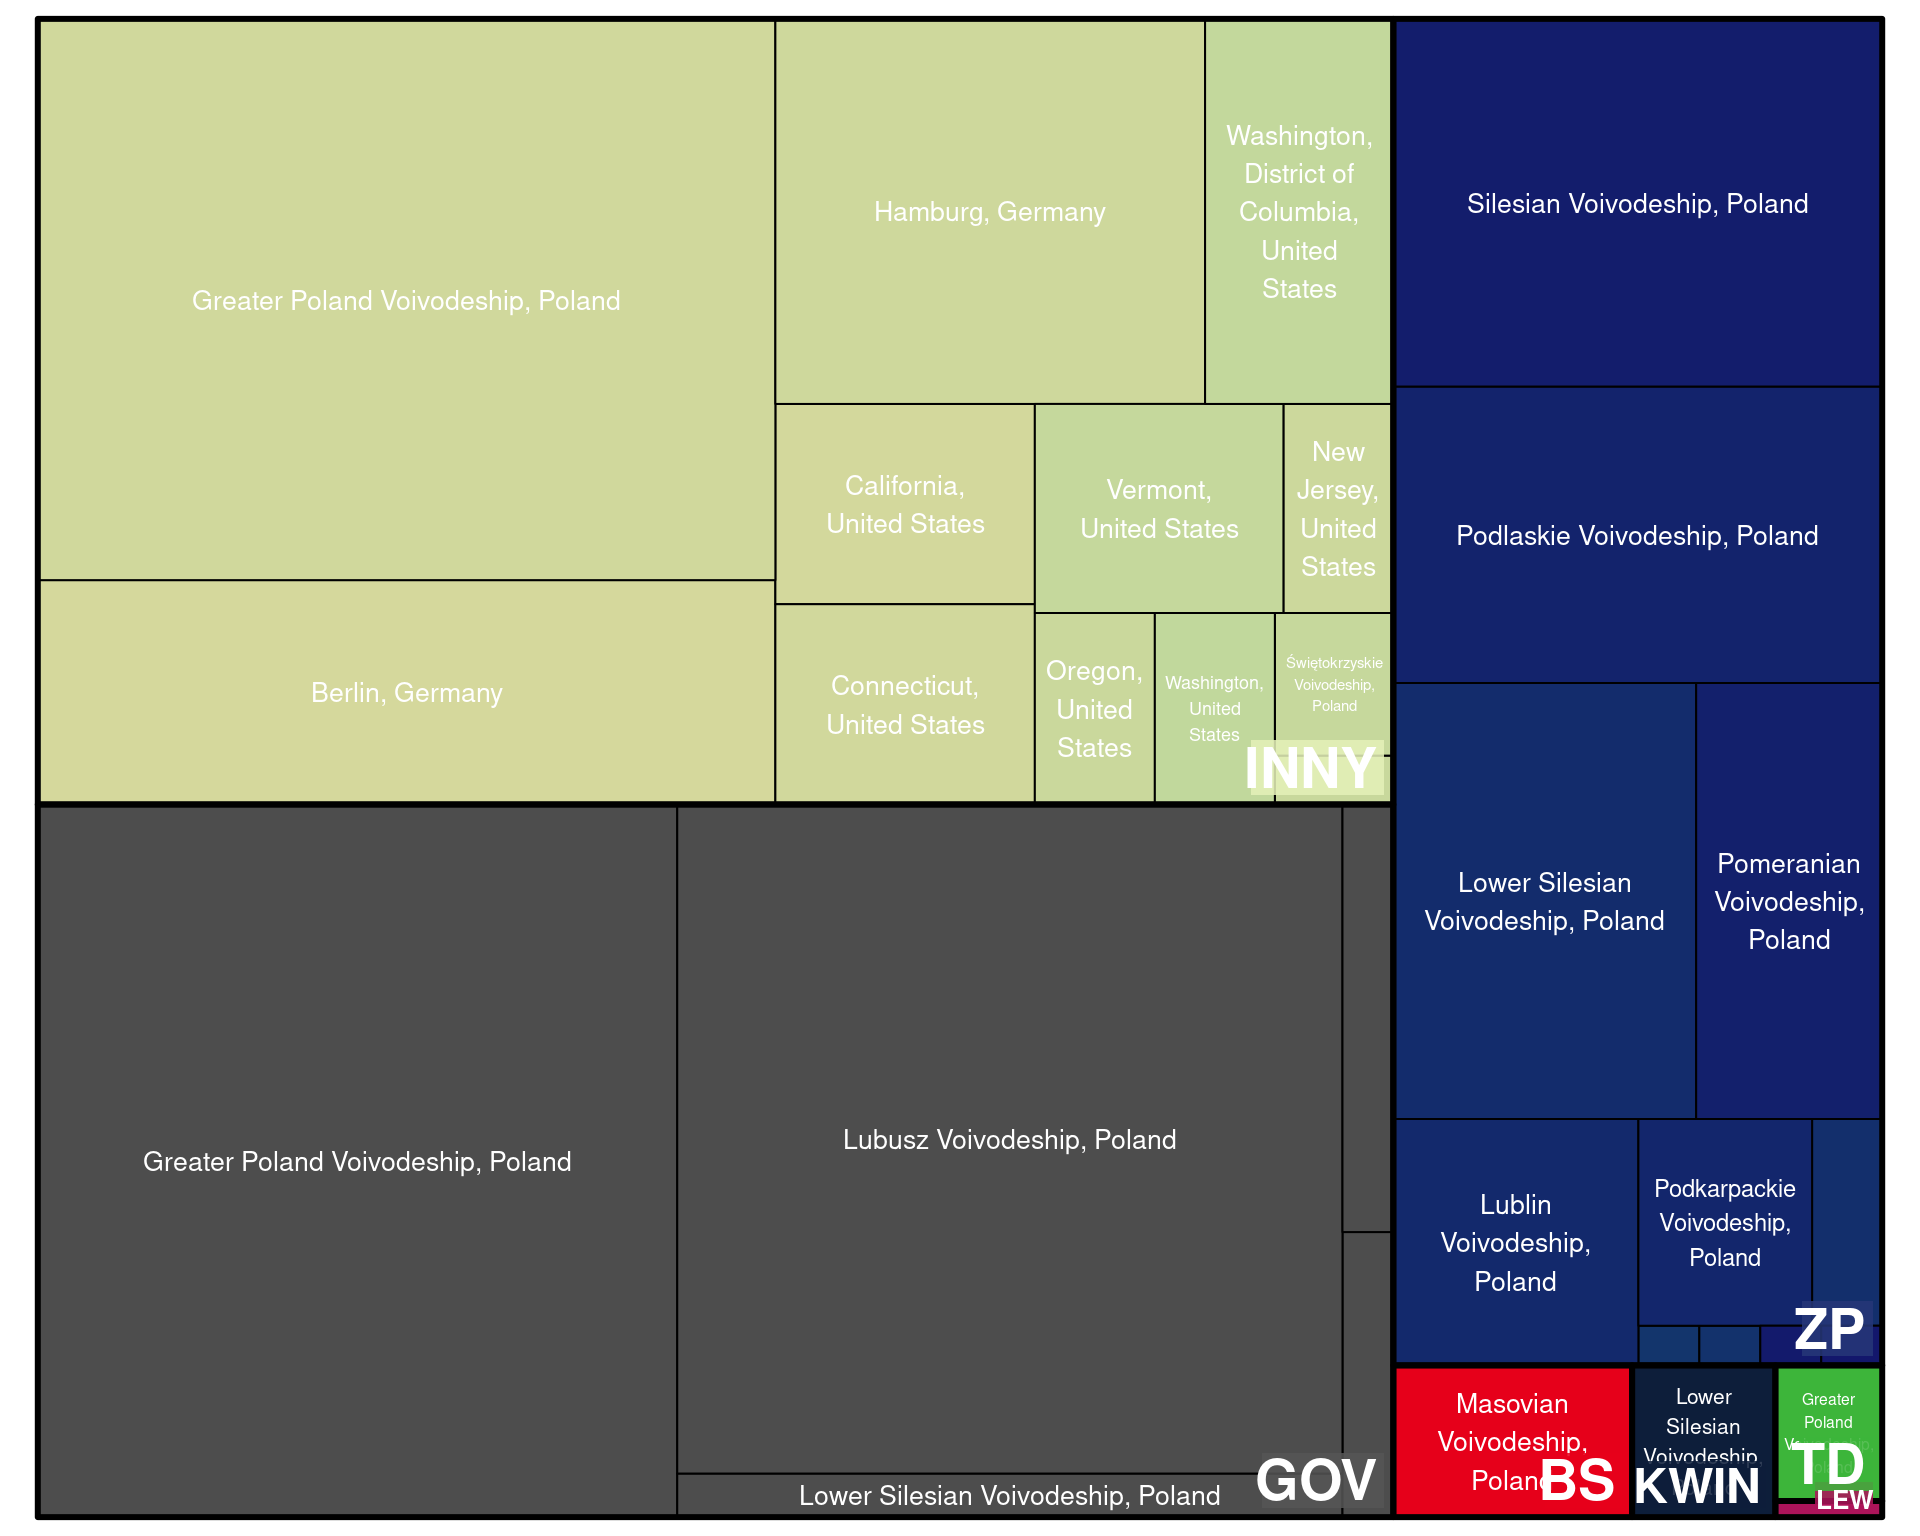 Greater Poland Voivodeship, Poland
Berlin, Germany
Hamburg, Germany
Washington,
District of
Columbia,
United
States
California,
United States
Vermont,
United States
New
Jersey,
United
States
Connecticut,
United States
Oregon,
United
States
Washington,
United
States
Świętokrzyskie
Voivodeship,
Poland
INNY
Greater Poland Voivodeship, Poland
Lubusz Voivodeship, Poland
Lower Silesian Voivodeship, Poland
GOV
Silesian Voivodeship, Poland
Podlaskie Voivodeship, Poland
Lower Silesian
Voivodeship, Poland
Pomeranian
Voivodeship,
Poland
Lublin
Voivodeship,
Poland
Podkarpackie
Voivodeship,
Poland
ZP
Masovian
Voivodeship,
Poland
BS
Lower
Silesian
Voivodeship,
KWIN
Greater
Poland
TD
LEW